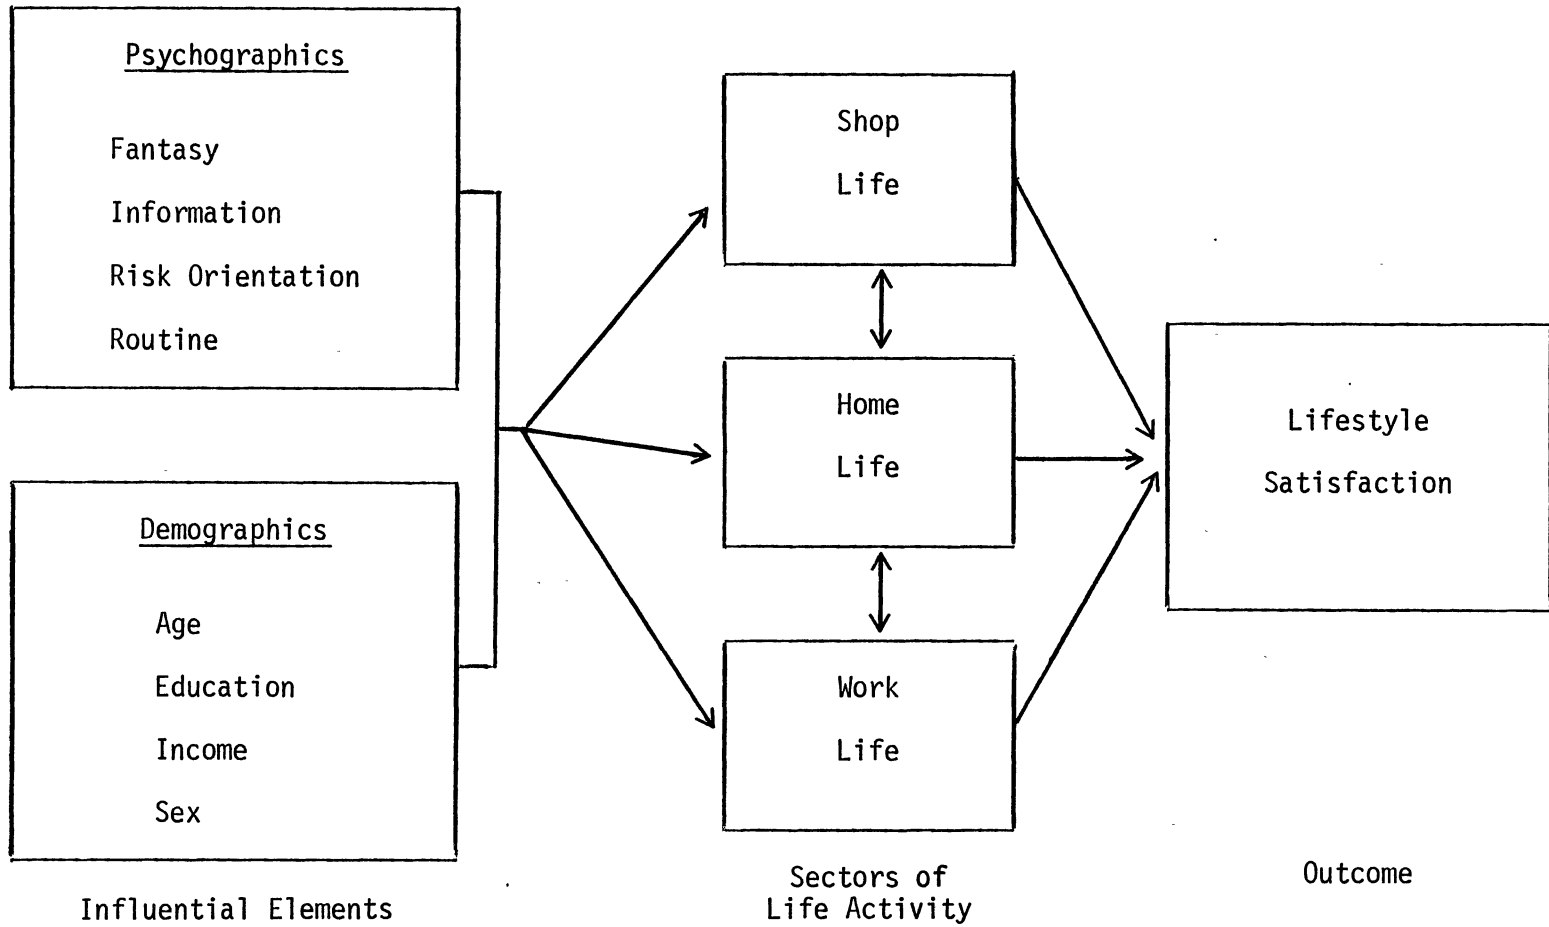 Psychographics
Fantasy
Information
Risk Orientation
Routine
Demographics
Age
Education
Income
Sex
Influential Elements
Shop
Life
Home
Life
Work
Life
Sectors of
Life Activity
Lifestyle
Satisfaction
Outcome